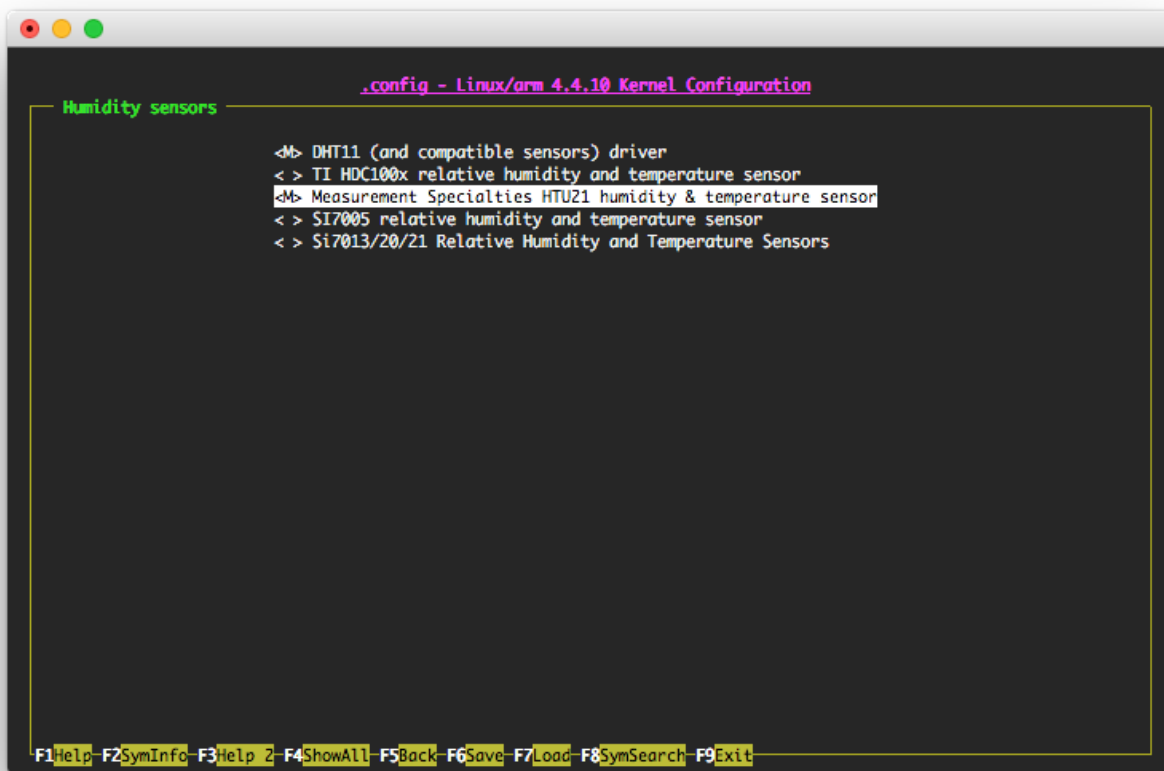 .config - Linux/arm 4.4.10 Kernel Configuration
Humidity sensors
<M> DHT11 (and compatible sensors) driver
< > TI HDC100x relative humidity and temperature sensor
<M> Measurement Specialties HTU21 humidity & temperature sensor
< > SI7005 relative humidity and temperature sensor
< > Si7013/20/21 Relative Humidity and Temperature Sensors
F1Help F2SymInfo F3Help 2 F4ShowAll F5Back F6Save F7Load F8SymSearch F9Exit